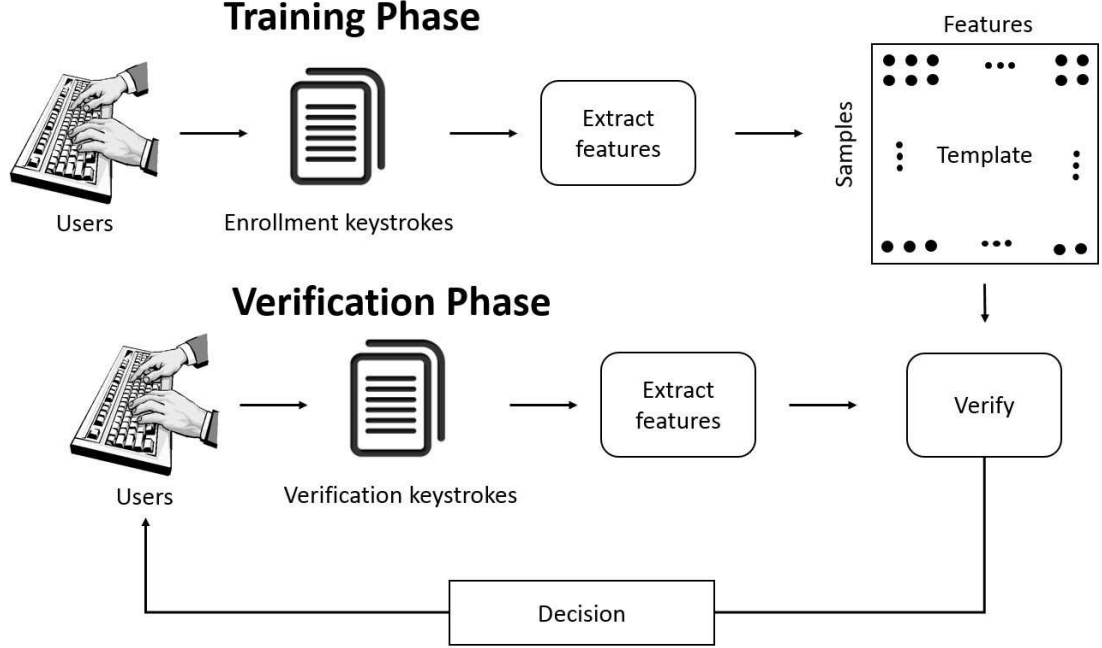 Training Phase
Features
Extract
features
Samples
Template
Users
Enrollment keystrokes
Verification Phase
Extract
features
Verify
Users
Verification keystrokes
Decision